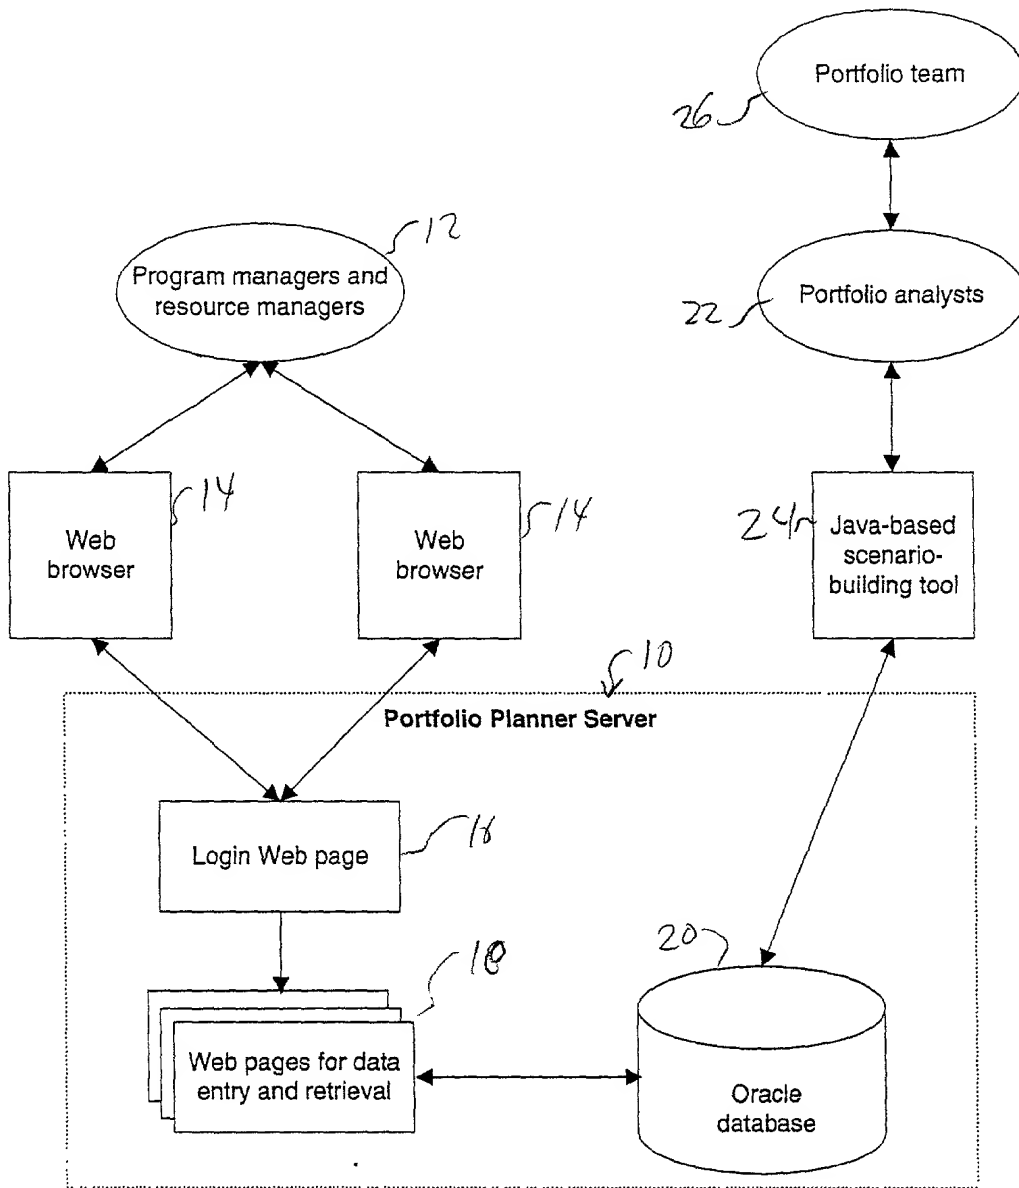 Portfolio team
26
12
Program managers and
resource managers
Portfolio analysts
22
14
Web
browser
14
Web
browser
24
Java-based
scenario-
building tool
10
Portfolio Planner Server
16
Login Web page
20
18
Web pages for data
entry and retrieval
Oracle
database